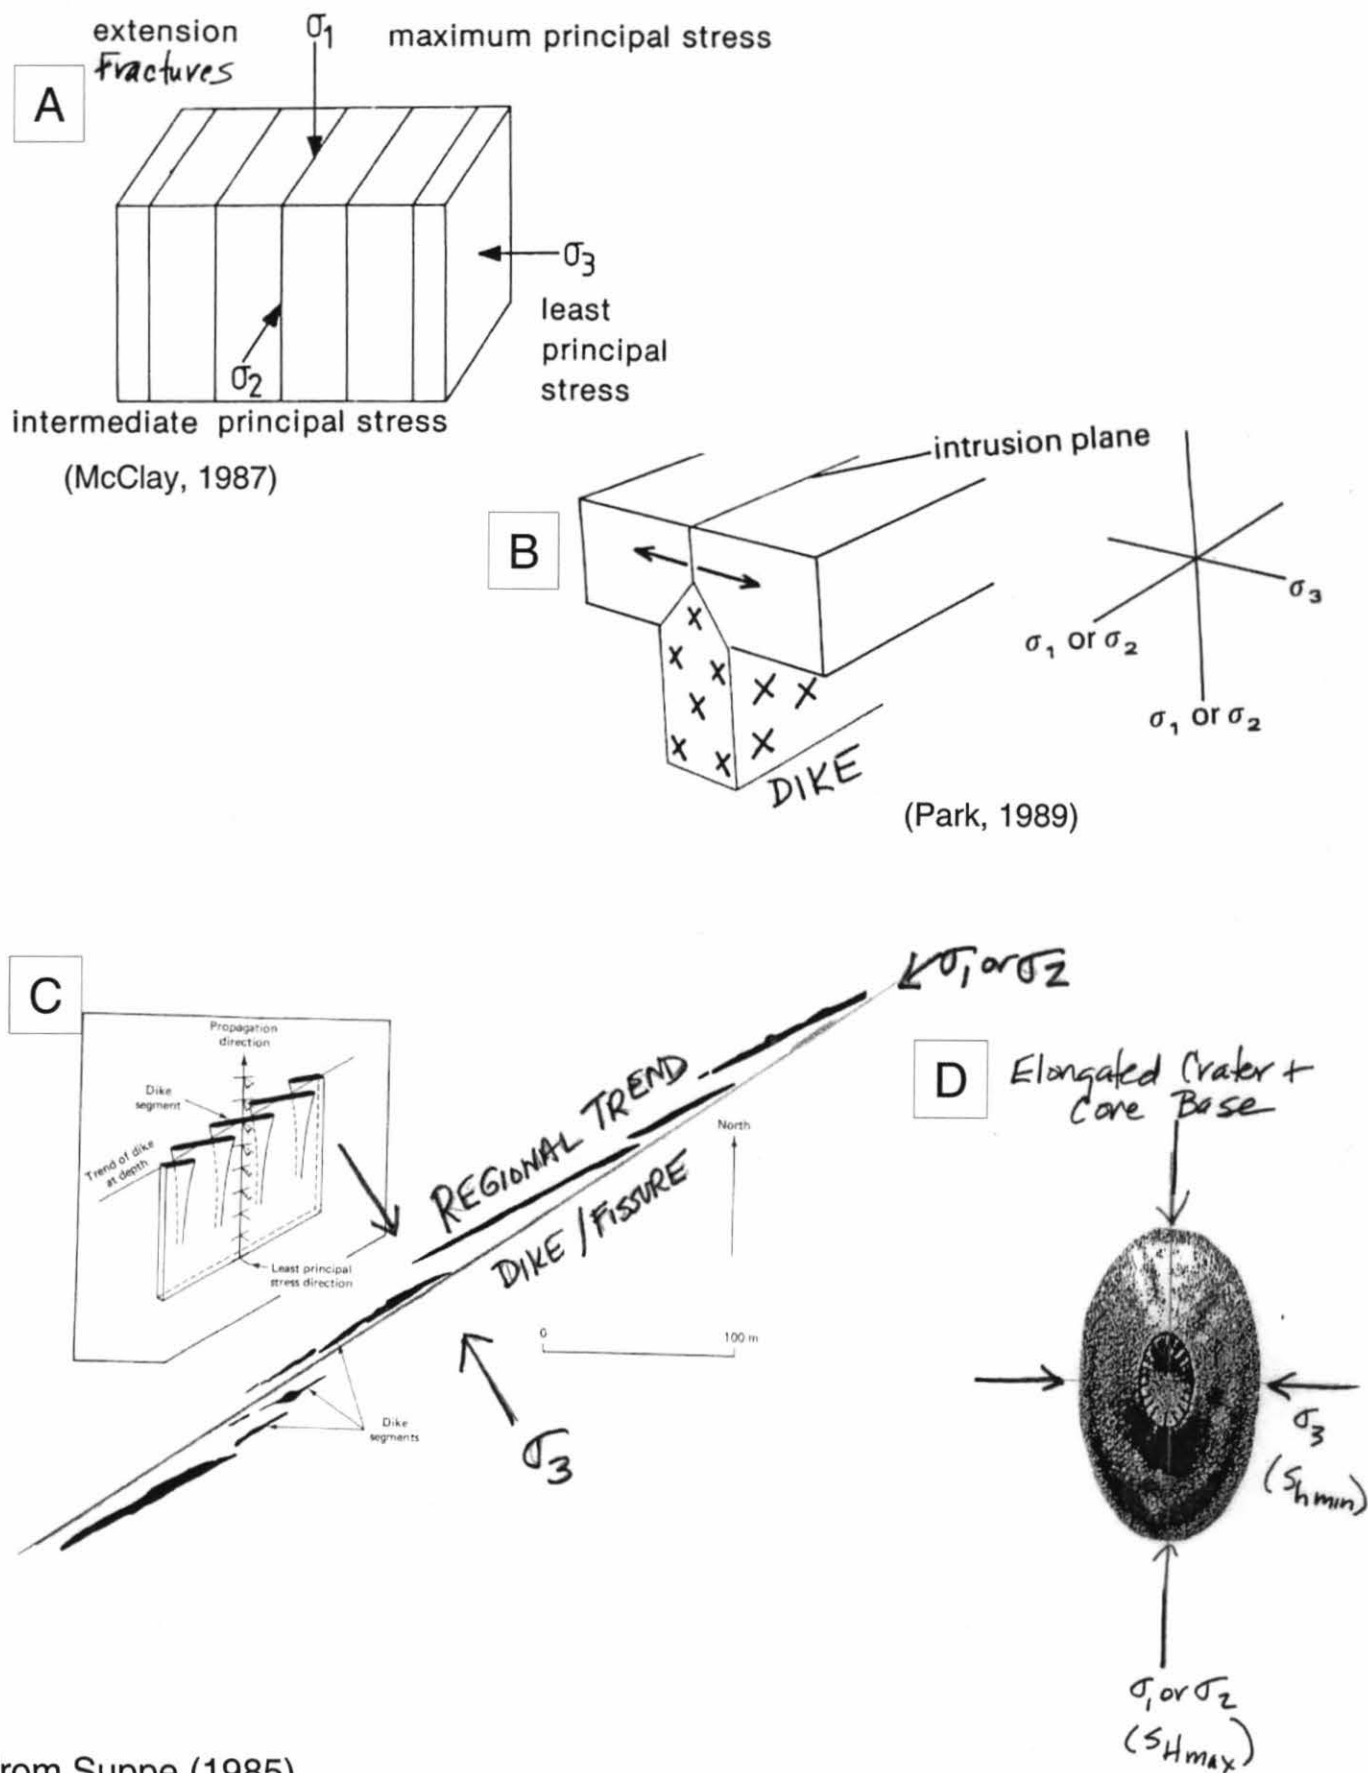 extension
Fractures
σ1
maximum principal stress
A
σ3
least
principal
stress
σ2
intermediate principal stress
(McClay, 1987)
intrusion plane
B
σ3
σ1 or σ2
σ1 or σ2
DIKE
(Park, 1989)
C
Propagation
direction
Dike
segment
Trend of dike
at depth
Least principal
stress direction
σ1 or σ2
REGIONAL TREND
DIKE / FISSURE
North
0
100 m
Dike
segments
σ3
D
Elongated Crater +
Cone Base
σ3
(Shmin)
σ1 or σ2
(SHmax)
rom Suppe (1985)